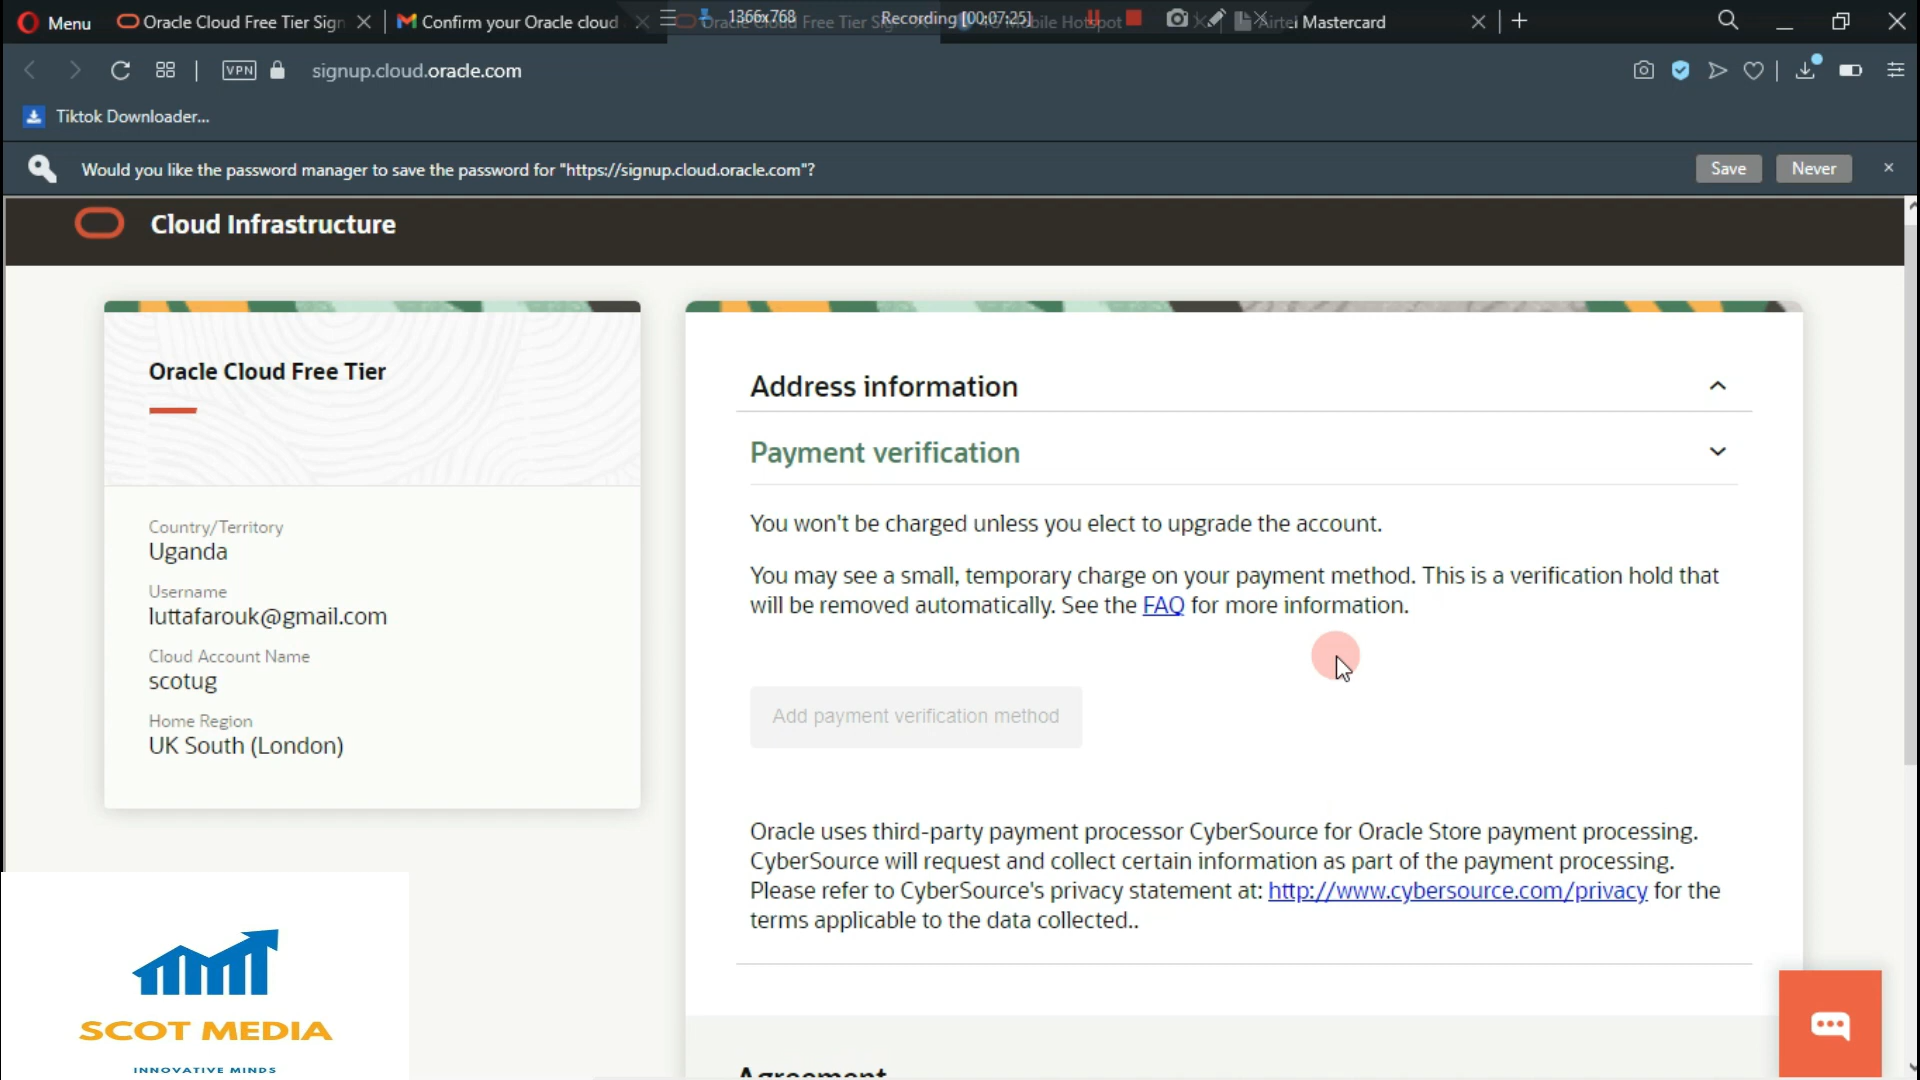 Menu
Oracle Cloud Free Tier Sign
Confirm your Oracle cloud
1366x768
Recording [00:07:25]
Airtel Mastercard
VPN
signup.cloud.oracle.com
Tiktok Downloader...
Would you like the password manager to save the password for "https://signup.cloud.oracle.com"?
Save
Never
Cloud Infrastructure
Oracle Cloud Free Tier
Country/Territory
Uganda
Username
luttafarouk@gmail.com
Cloud Account Name
scotug
Home Region
UK South (London)
Address information
Payment verification
You won't be charged unless you elect to upgrade the account.
You may see a small, temporary charge on your payment method. This is a verification hold that
will be removed automatically. See the FAQ for more information.
Add payment verification method
Oracle uses third-party payment processor CyberSource for Oracle Store payment processing.
CyberSource will request and collect certain information as part of the payment processing.
Please refer to CyberSource's privacy statement at: http://www.cybersource.com/privacy for the
terms applicable to the data collected..
Agreement
SCOT MEDIA
INNOVATIVE MINDS